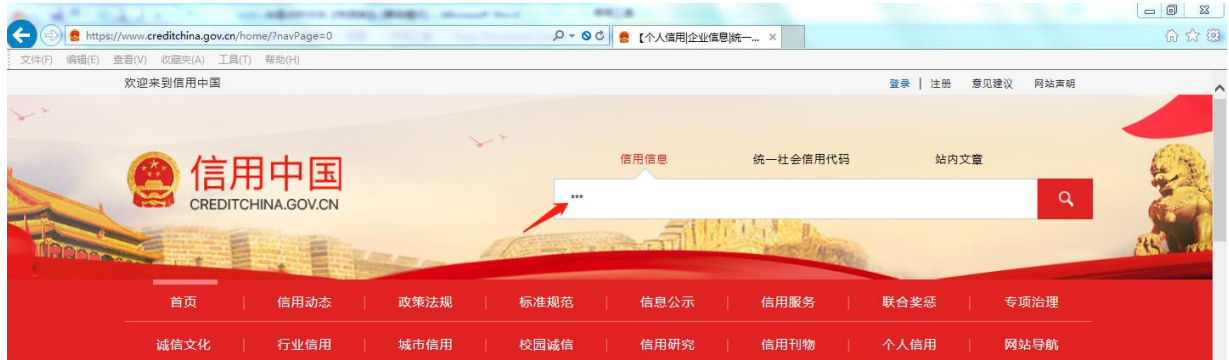 https://www.creditchina.gov.cn/home/?navPage=0
【个人信用|企业信息|统一... ×
文件(F) 编辑(E) 查看(V) 收藏夹(A) 工具(T) 帮助(H)
欢迎来到信用中国
登录 | 注册 意见建议 网站声明
信用信息 统一社会信用代码 站内文章
信用中国
***
CREDITCHINA.GOV.CN
首页 | 信用动态 | 政策法规 | 标准规范 | 信息公示 | 信用服务 | 联合奖惩 | 专项治理
诚信文化 | 行业信用 | 城市信用 | 校园诚信 | 信用研究 | 信用刊物 | 个人信用 | 网站导航